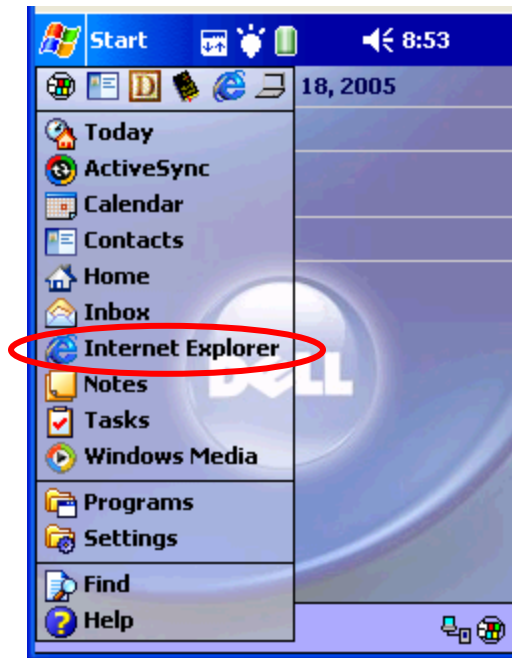 Start 8:53
18, 2005
Today
ActiveSync
Calendar
Contacts
Home
Inbox
Internet Explorer
Notes
DELL
Tasks
Windows Media
Programs
Settings
Find
Help